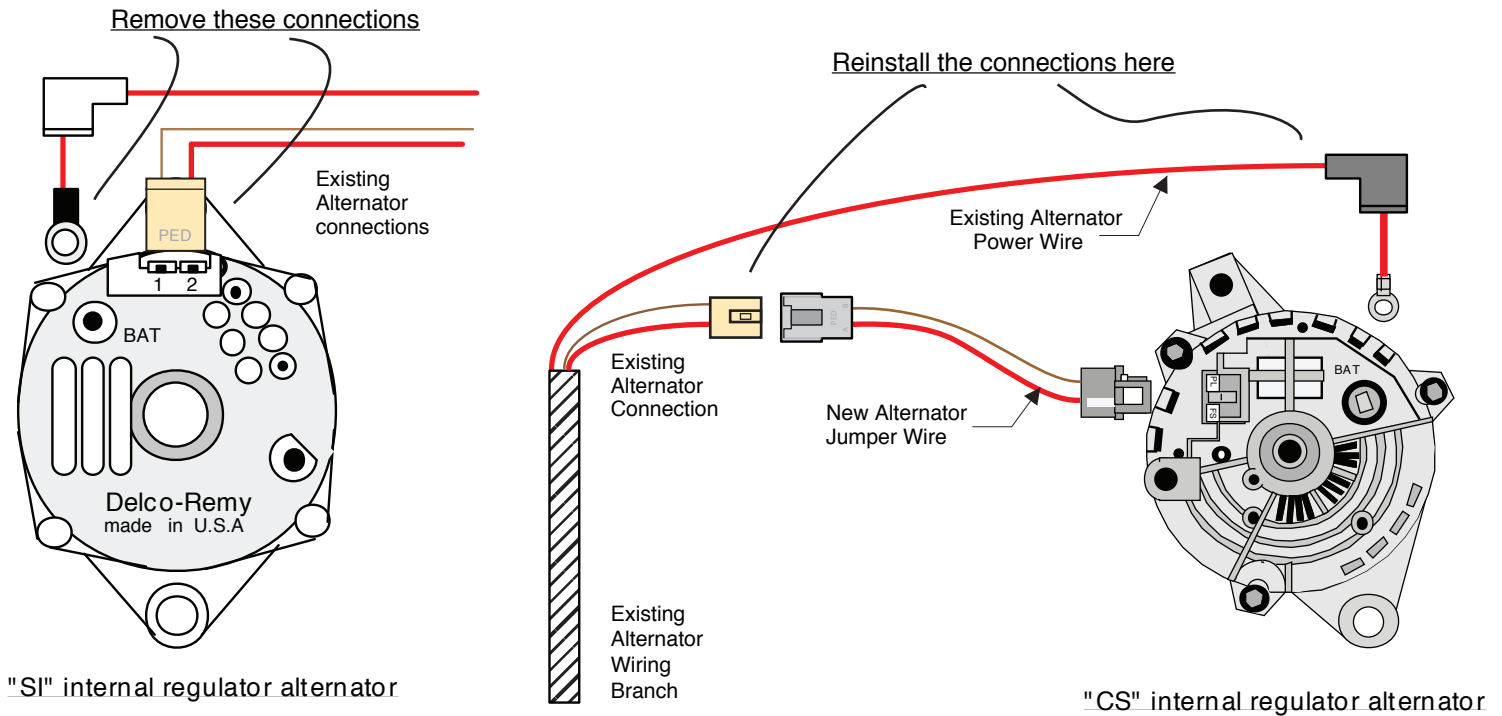 Remove these connections
Existing
Alternator
connections
PED
1 2
BAT
Delco-Remy
made in U.S.A
"SI" internal regulator alternator
Reinstall the connections here
Existing Alternator
Power Wire
Existing
Alternator
Connection
PED
A B
New Alternator
Jumper Wire
Existing
Alternator
Wiring
Branch
PL
FS
BAT
"CS" internal regulator alternator